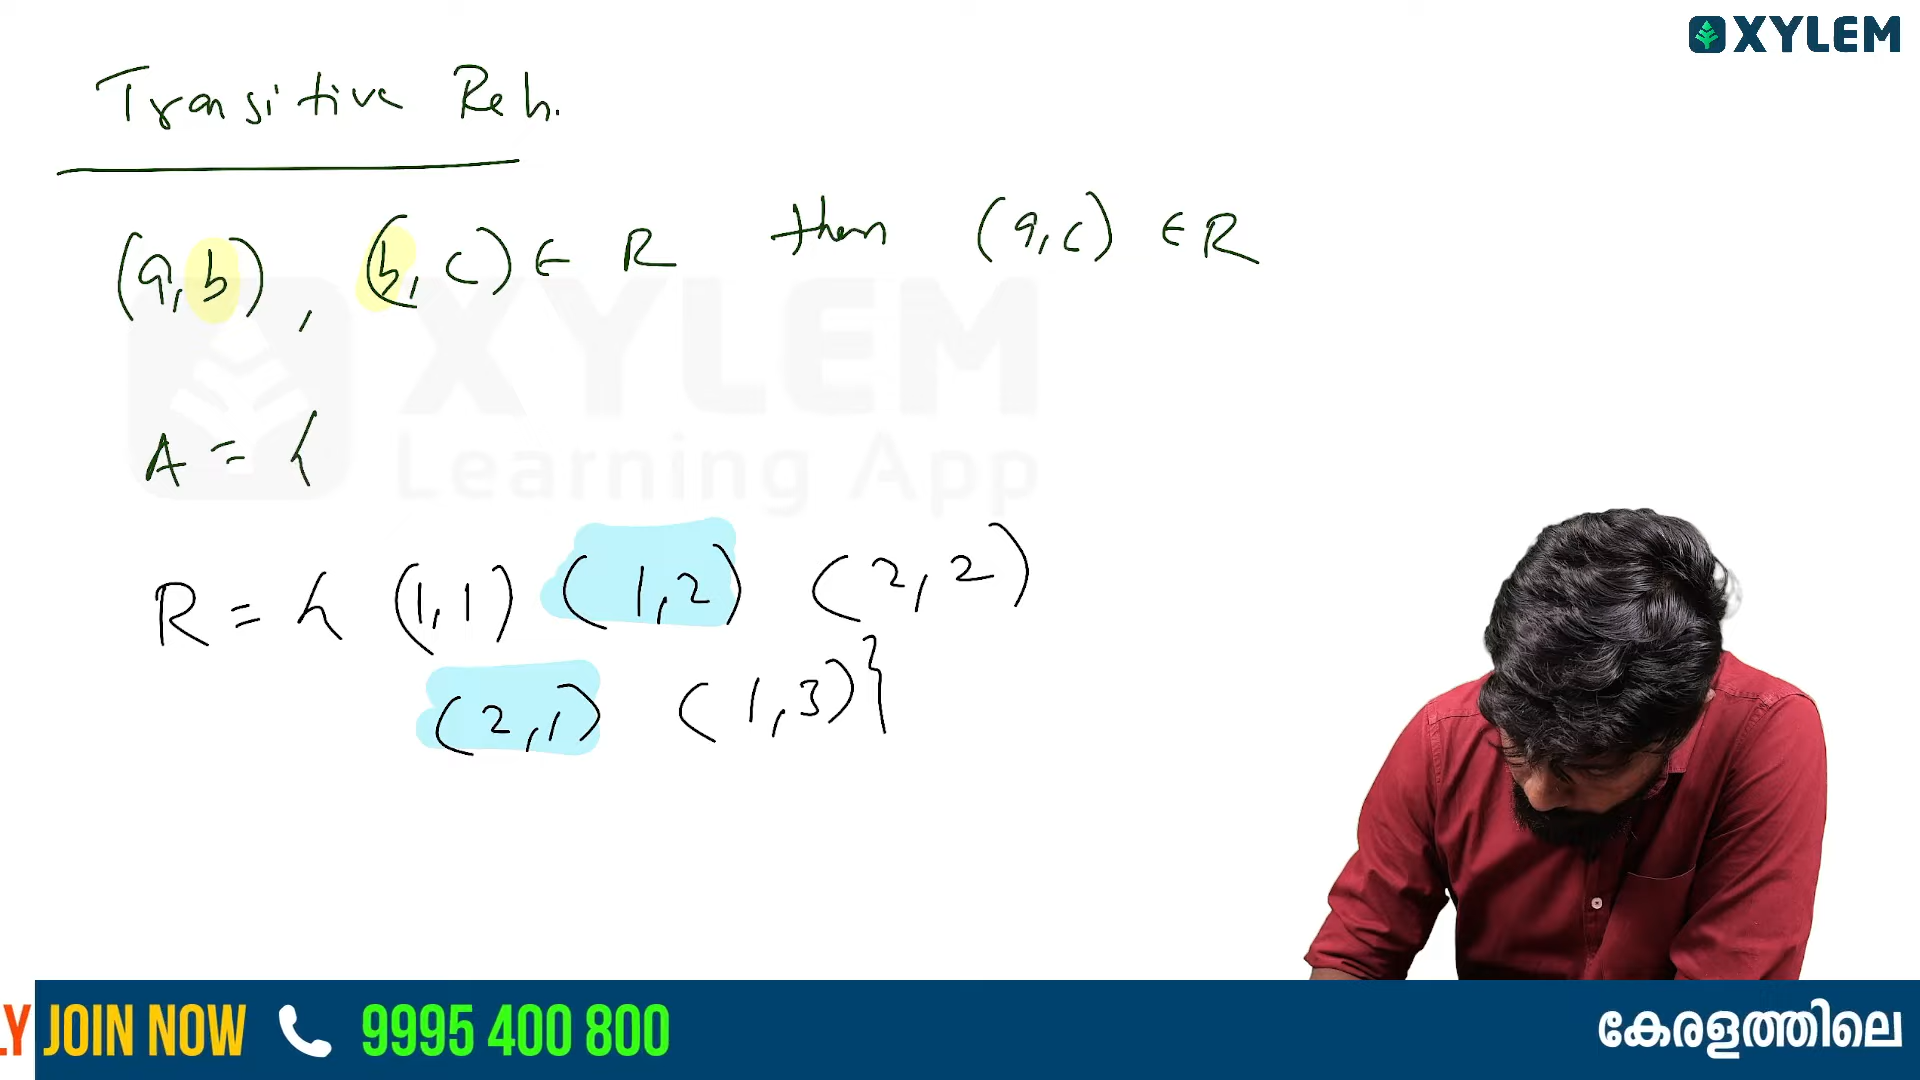 XYLEM
Transitive Reln.
(a,b) , (b,c) ∈ R then (a,c) ∈ R
XYLEM
Learning App
A = {
R = { (1,1) (1,2) (2,2)
(2,1) (1,3) }
LY JOIN NOW 9995 400 800 കേരളത്തിലെ